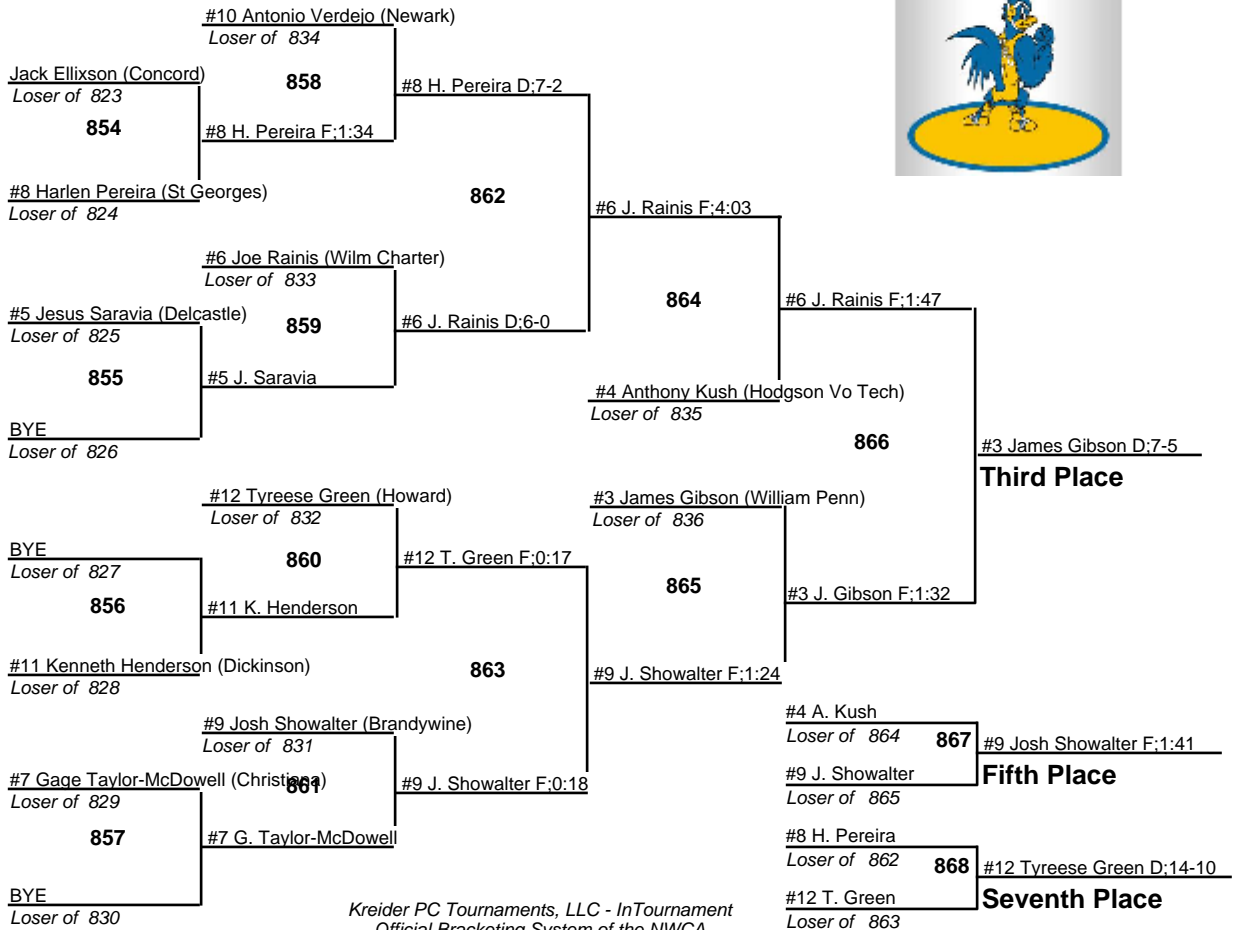 #10 Antonio Verdejo (Newark)
Loser of 834
Jack Ellixson (Concord)
Loser of 823
858
#8 H. Pereira D;7-2
854
#8 H. Pereira F;1:34
#8 Harlen Pereira (St Georges)
Loser of 824
862
#6 J. Rainis F;4:03
#6 Joe Rainis (Wilm Charter)
Loser of 833
#5 Jesus Saravia (Delcastle)
Loser of 825
859
#6 J. Rainis D;6-0
864
#6 J. Rainis F;1:47
855
#5 J. Saravia
#4 Anthony Kush (Hodgson Vo Tech)
Loser of 835
BYE
Loser of 826
866
#3 James Gibson D;7-5
Third Place
#12 Tyreese Green (Howard)
Loser of 832
#3 James Gibson (William Penn)
Loser of 836
BYE
Loser of 827
860
#12 T. Green F;0:17
865
#3 J. Gibson F;1:32
856
#11 K. Henderson
#11 Kenneth Henderson (Dickinson)
Loser of 828
863
#9 J. Showalter F;1:24
#9 Josh Showalter (Brandywine)
Loser of 831
#7 Gage Taylor-McDowell (Christiana)
Loser of 829
861
#9 J. Showalter F;0:18
857
#7 G. Taylor-McDowell
BYE
Loser of 830
#4 A. Kush
Loser of 864
867
#9 Josh Showalter F;1:41
Fifth Place
#9 J. Showalter
Loser of 865
#8 H. Pereira
Loser of 862
868
#12 Tyreese Green D;14-10
Seventh Place
#12 T. Green
Loser of 863
Kreider PC Tournaments, LLC - InTournament
Official Bracketing System of the NWCA